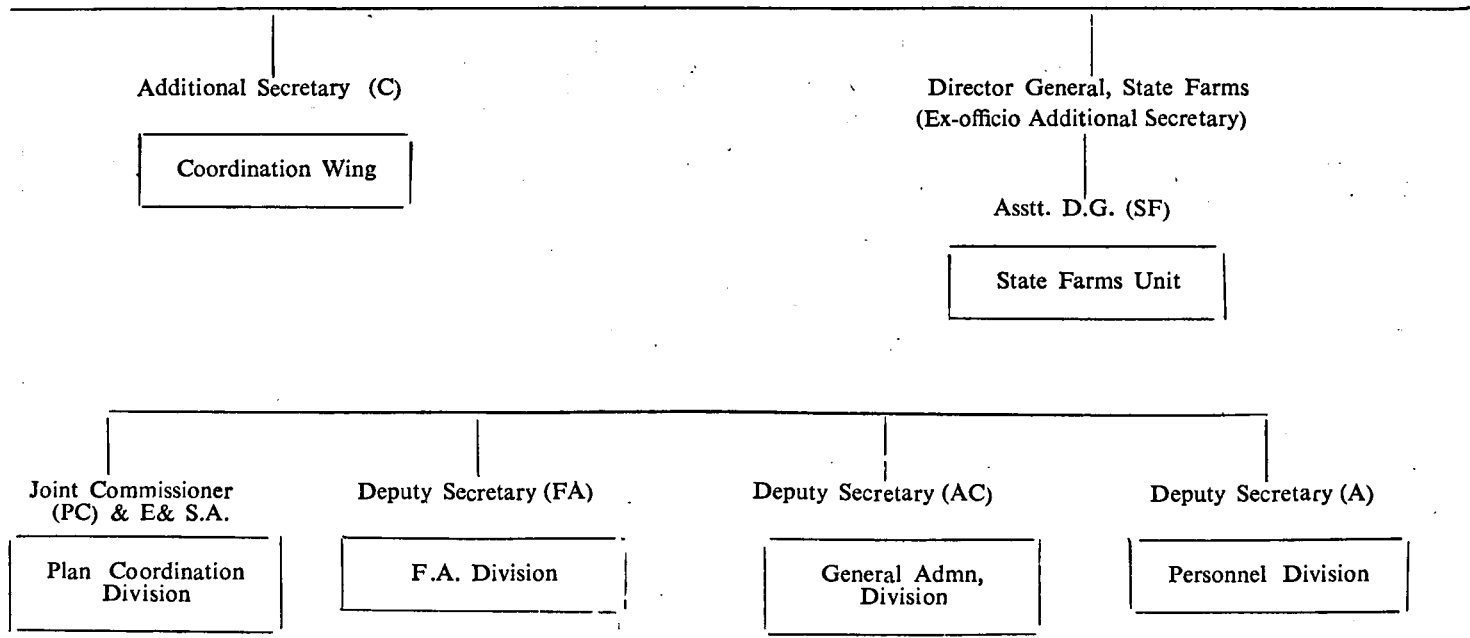 Additional Secretary (C)
Coordination Wing
Director General, State Farms
(Ex-officio Additional Secretary)
Asstt. D.G. (SF)
State Farms Unit
Joint Commissioner
(PC) & E& S.A.
Plan Coordination
Division
Deputy Secretary (FA)
F.A. Division
Deputy Secretary (AC)
General Admn,
Division
Deputy Secretary (A)
Personnel Division